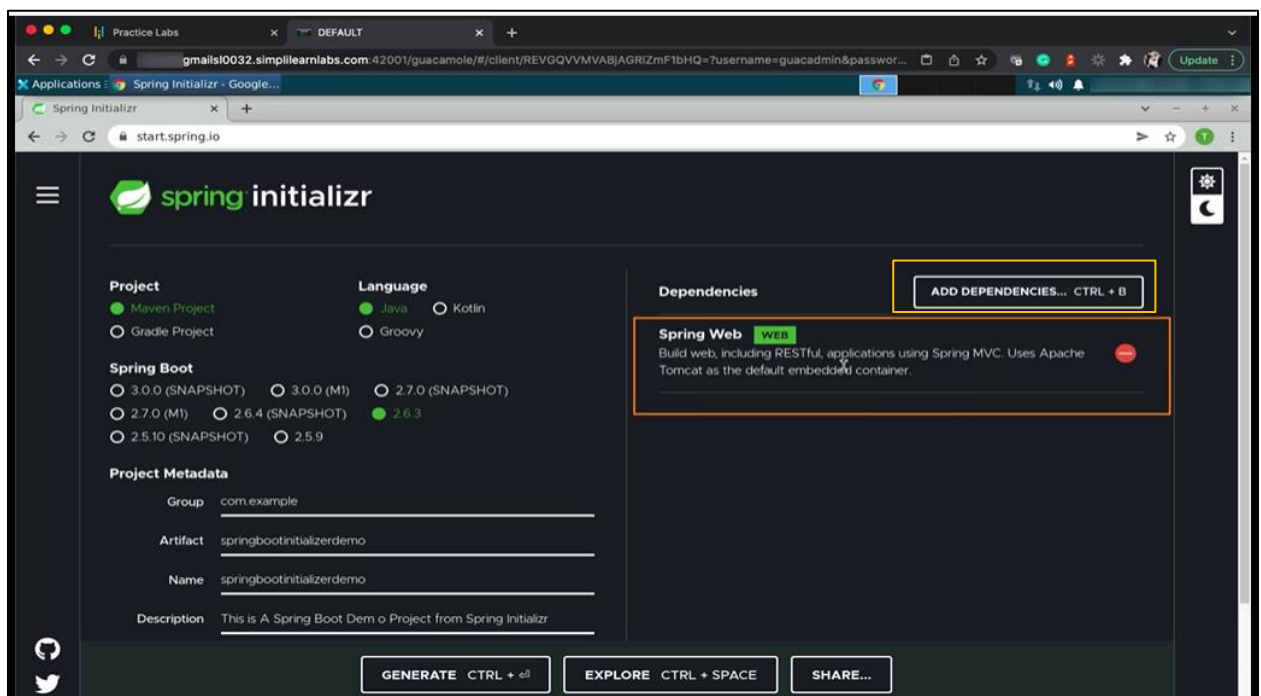 Practice Labs
DEFAULT
gmailsl0032.simplilearnlabs.com:42001/guacamole/#/client/REVGQVVMVABjAGRIZmF1bHQ=?username=guacadmin&passwor...
Update
Applications
Spring Initializr - Google...
Spring Initializr
start.spring.io
T
spring initializr
Project
Maven Project
Gradle Project
Language
Java Kotlin
Groovy
Spring Boot
3.0.0 (SNAPSHOT) 3.0.0 (M1) 2.7.0 (SNAPSHOT)
2.7.0 (M1) 2.6.4 (SNAPSHOT) 2.6.3
2.5.10 (SNAPSHOT) 2.5.9
Project Metadata
Group com.example
Artifact springbootinitializerdemo
Name springbootinitializerdemo
Description This is A Spring Boot Dem o Project from Spring Initializr
Dependencies
ADD DEPENDENCIES... CTRL + B
Spring Web WEB
Build web, including RESTful, applications using Spring MVC. Uses Apache
Tomcat as the default embedded container.
GENERATE CTRL + ⏎
EXPLORE CTRL + SPACE
SHARE...